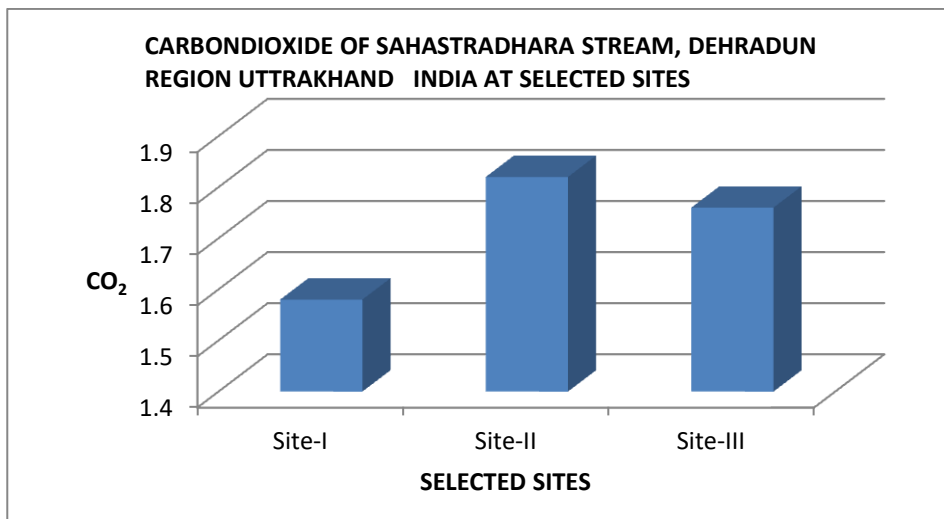 CARBONDIOXIDE OF SAHASTRADHARA STREAM, DEHRADUN
REGION UTTRAKHAND   INDIA AT SELECTED SITES
1.9
1.8
1.7
CO₂
1.6
1.5
1.4
Site-I
Site-II
Site-III
SELECTED SITES